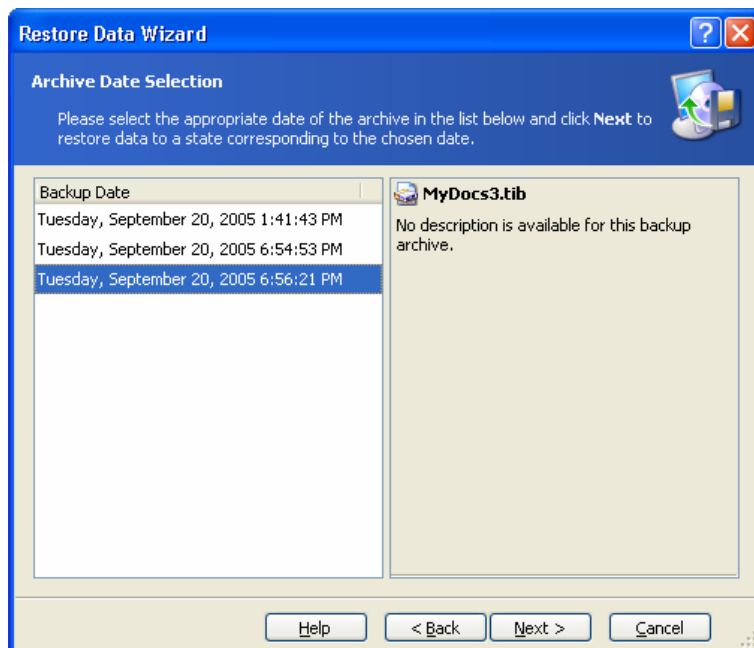 Restore Data Wizard
Archive Date Selection
Please select the appropriate date of the archive in the list below and click Next to
restore data to a state corresponding to the chosen date.
Backup Date
Tuesday, September 20, 2005 1:41:43 PM
Tuesday, September 20, 2005 6:54:53 PM
Tuesday, September 20, 2005 6:56:21 PM
MyDocs3.tib
No description is available for this backup
archive.
Help
< Back
Next >
Cancel